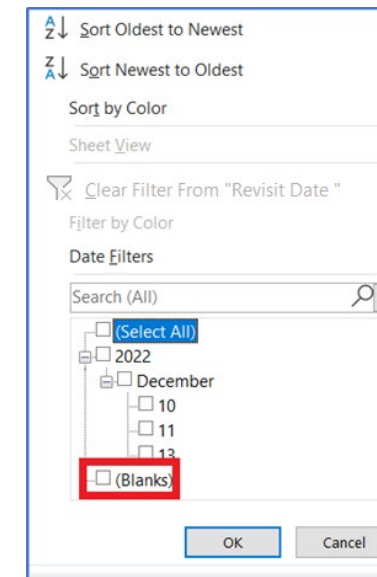 Sort Oldest to Newest
Sort Newest to Oldest
Sort by Color
Sheet View
Clear Filter From "Revisit Date "
Filter by Color
Date Filters
Search (All)
(Select All)
2022
December
10
11
13
(Blanks)
OK
Cancel